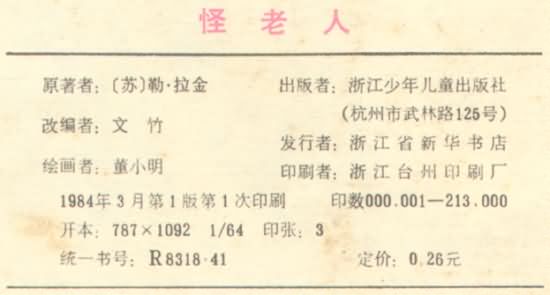 怪老人
原著者：〔苏〕勒·拉金
出版者：浙江少年儿童出版社
(杭州市武林路125号)
改编者：文 竹
发行者：浙江省新华书店
绘画者：董小明
印刷者：浙江台州印刷厂
1984年3月第1版第1次印刷 印数000.001—213.000
开本：787×1092 1/64 印张：3
统一书号：R8318·41 定价：0.26元